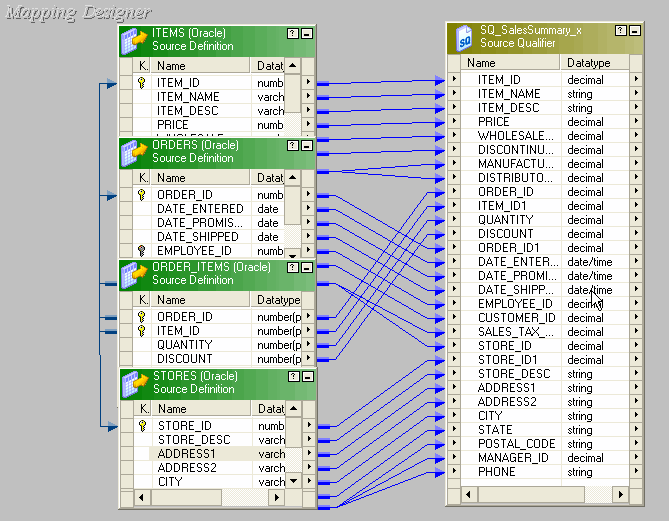 Mapping Designer
ITEMS (Oracle)
Source Definition
K. Name Datat
ITEM_ID numb
ITEM_NAME varch
ITEM_DESC varch
PRICE numb
ORDERS (Oracle)
Source Definition
K. Name Datat
ORDER_ID numb
DATE_ENTERED date
DATE_PROMIS... date
DATE_SHIPPED date
EMPLOYEE_ID numb
ORDER_ITEMS (Oracle)
Source Definition
K. Name Datatype
ORDER_ID number(p
ITEM_ID number(p
QUANTITY number(p
DISCOUNT number(p
STORES (Oracle)
Source Definition
K. Name Datat
STORE_ID numb
STORE_DESC varch
ADDRESS1 varch
ADDRESS2 varch
CITY varch
SQ_SalesSummary_x
Source Qualifier
Name Datatype
ITEM_ID decimal
ITEM_NAME string
ITEM_DESC string
PRICE decimal
WHOLESALE... decimal
DISCONTINU... decimal
MANUFACTU... decimal
DISTRIBUTO... decimal
ORDER_ID decimal
ITEM_ID1 decimal
QUANTITY decimal
DISCOUNT decimal
ORDER_ID1 decimal
DATE_ENTER... date/time
DATE_PROMI... date/time
DATE_SHIPP... date/time
EMPLOYEE_ID decimal
CUSTOMER_ID decimal
SALES_TAX_... decimal
STORE_ID decimal
STORE_ID1 decimal
STORE_DESC string
ADDRESS1 string
ADDRESS2 string
CITY string
STATE string
POSTAL_CODE string
MANAGER_ID decimal
PHONE string